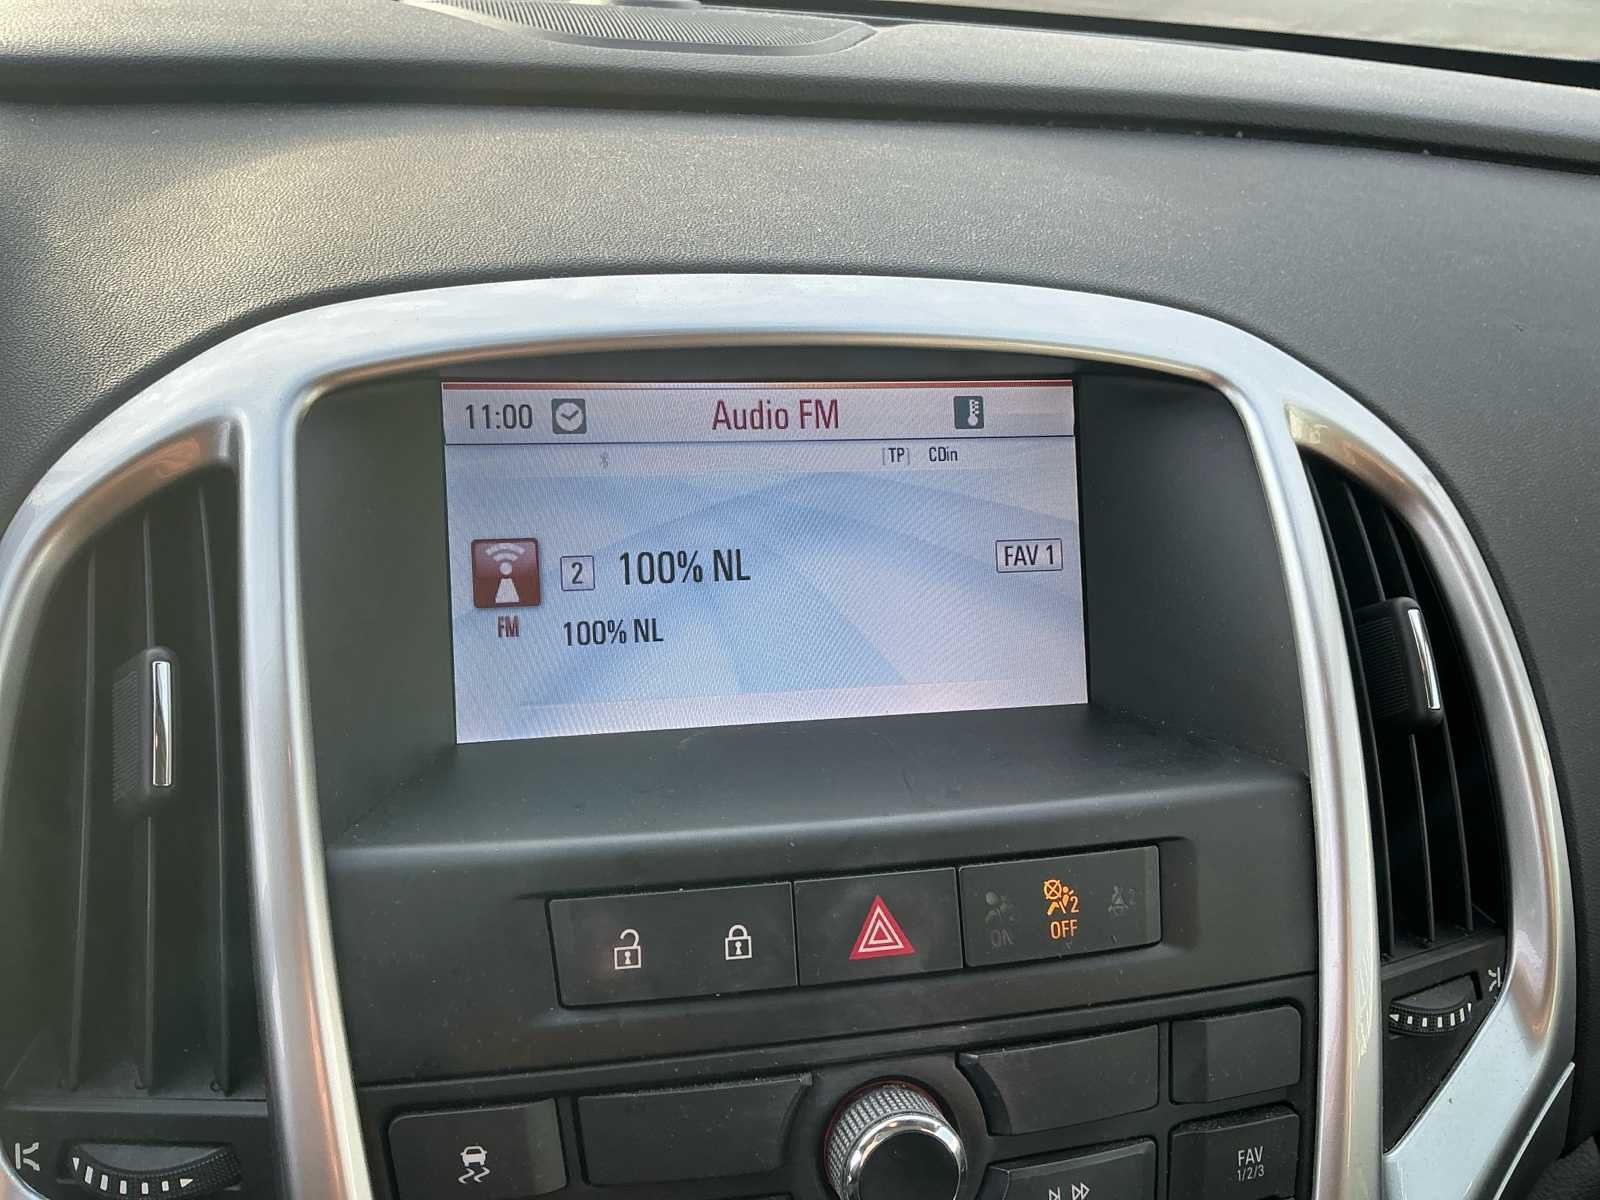 11:00 Audio FM
[TP] CDin
2 100% NL FAV 1
FM 100% NL
2 OFF 2
ON
FAV
1/2/3